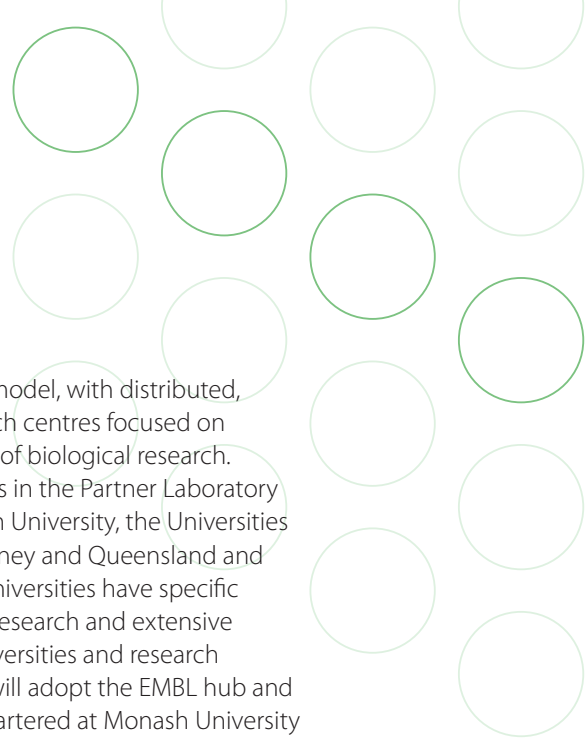 nodel, with distributed,
ch centres focused on
of biological research.
s in the Partner Laboratory
n University, the Universities
ney and Queensland and
niversities have specific
esearch and extensive
versities and research
will adopt the EMBL hub and
artered at Monash University